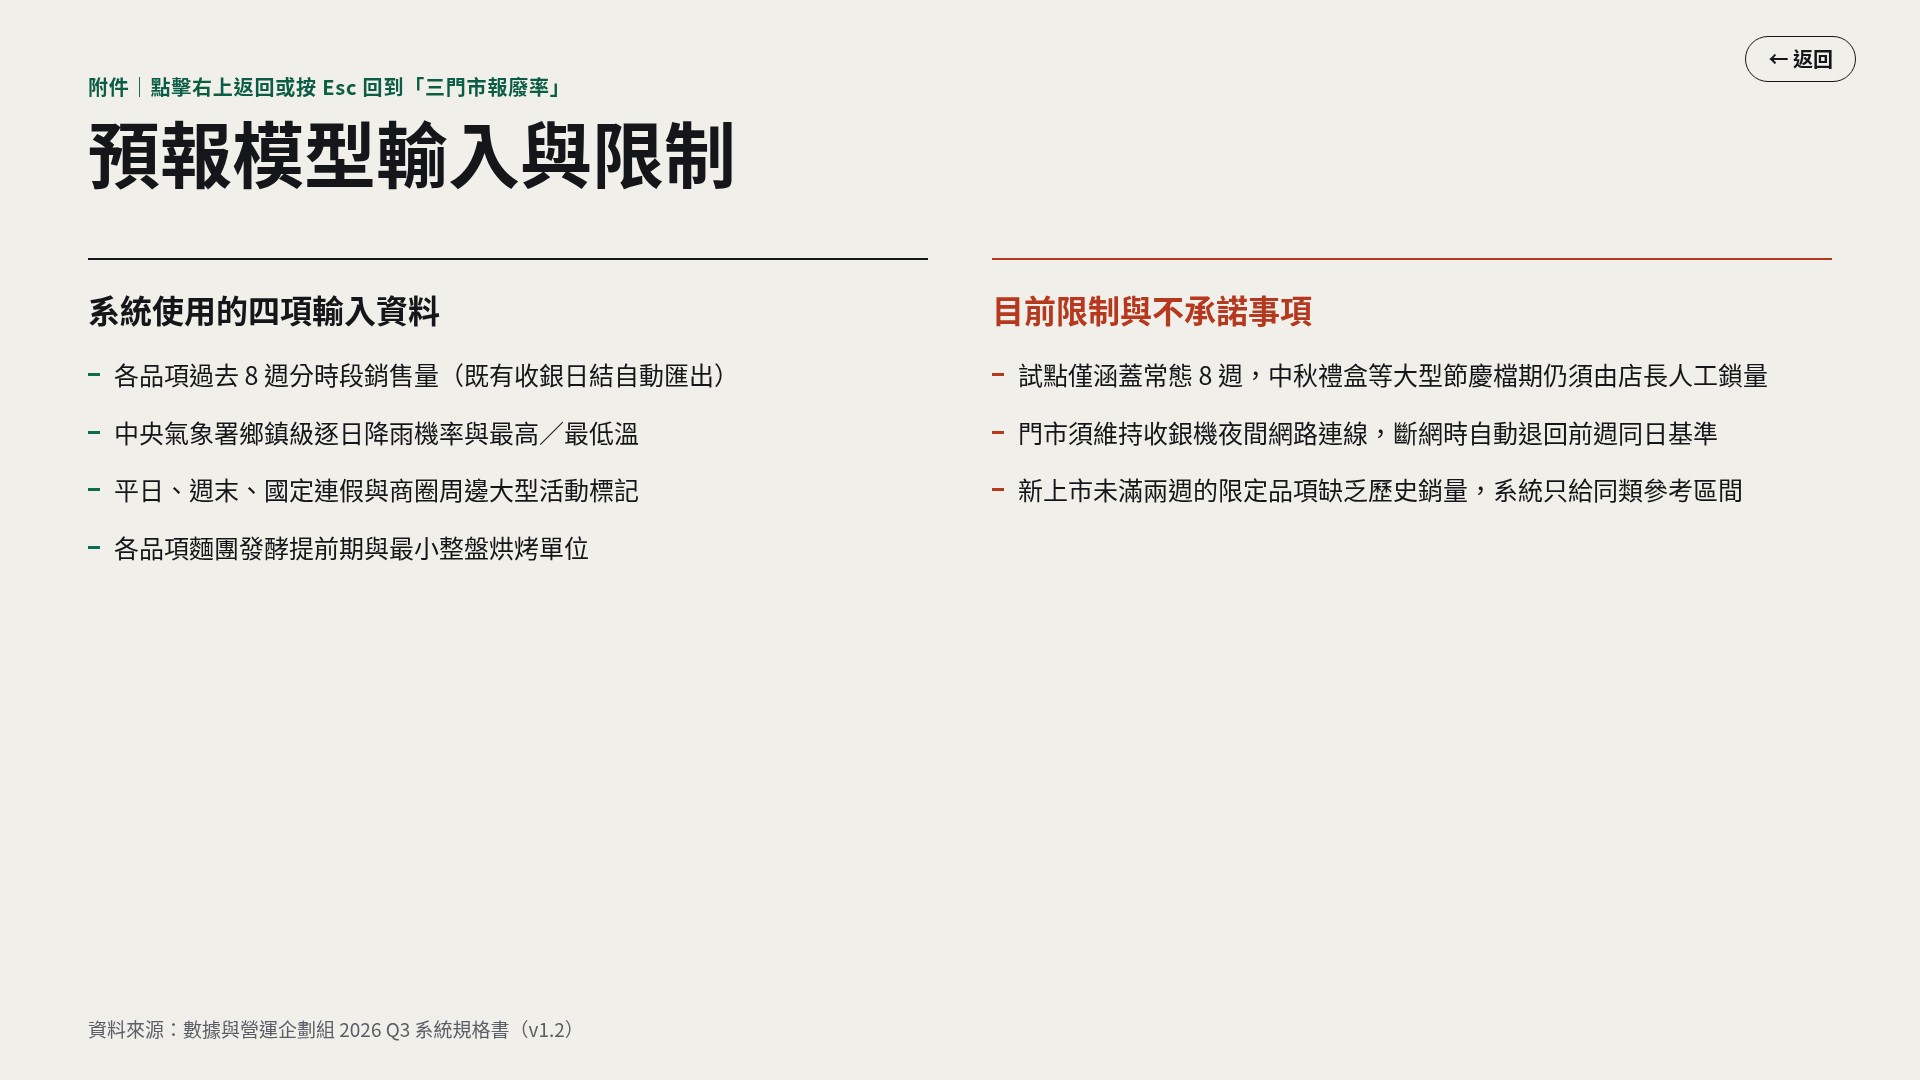 ← 返回
附件｜點擊右上返回或按 Esc 回到「三門市報廢率」
預報模型輸入與限制
系統使用的四項輸入資料
各品項過去 8 週分時段銷售量（既有收銀日結自動匯出）
中央氣象署鄉鎮級逐日降雨機率與最高／最低溫
平日、週末、國定連假與商圈周邊大型活動標記
各品項麵團發酵提前期與最小整盤烘烤單位
目前限制與不承諾事項
試點僅涵蓋常態 8 週，中秋禮盒等大型節慶檔期仍須由店長人工鎖量
門市須維持收銀機夜間網路連線，斷網時自動退回前週同日基準
新上市未滿兩週的限定品項缺乏歷史銷量，系統只給同類參考區間
資料來源：數據與營運企劃組 2026 Q3 系統規格書（v1.2）